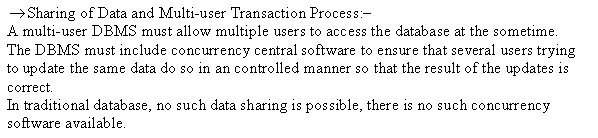 →Sharing of Data and Multi-user Transaction Process:–
A multi-user DBMS must allow multiple users to access the database at the sometime.
The DBMS must include concurrency central software to ensure that several users trying
to update the same data do so in an controlled manner so that the result of the updates is
correct.
In traditional database, no such data sharing is possible, there is no such concurrency
software available.